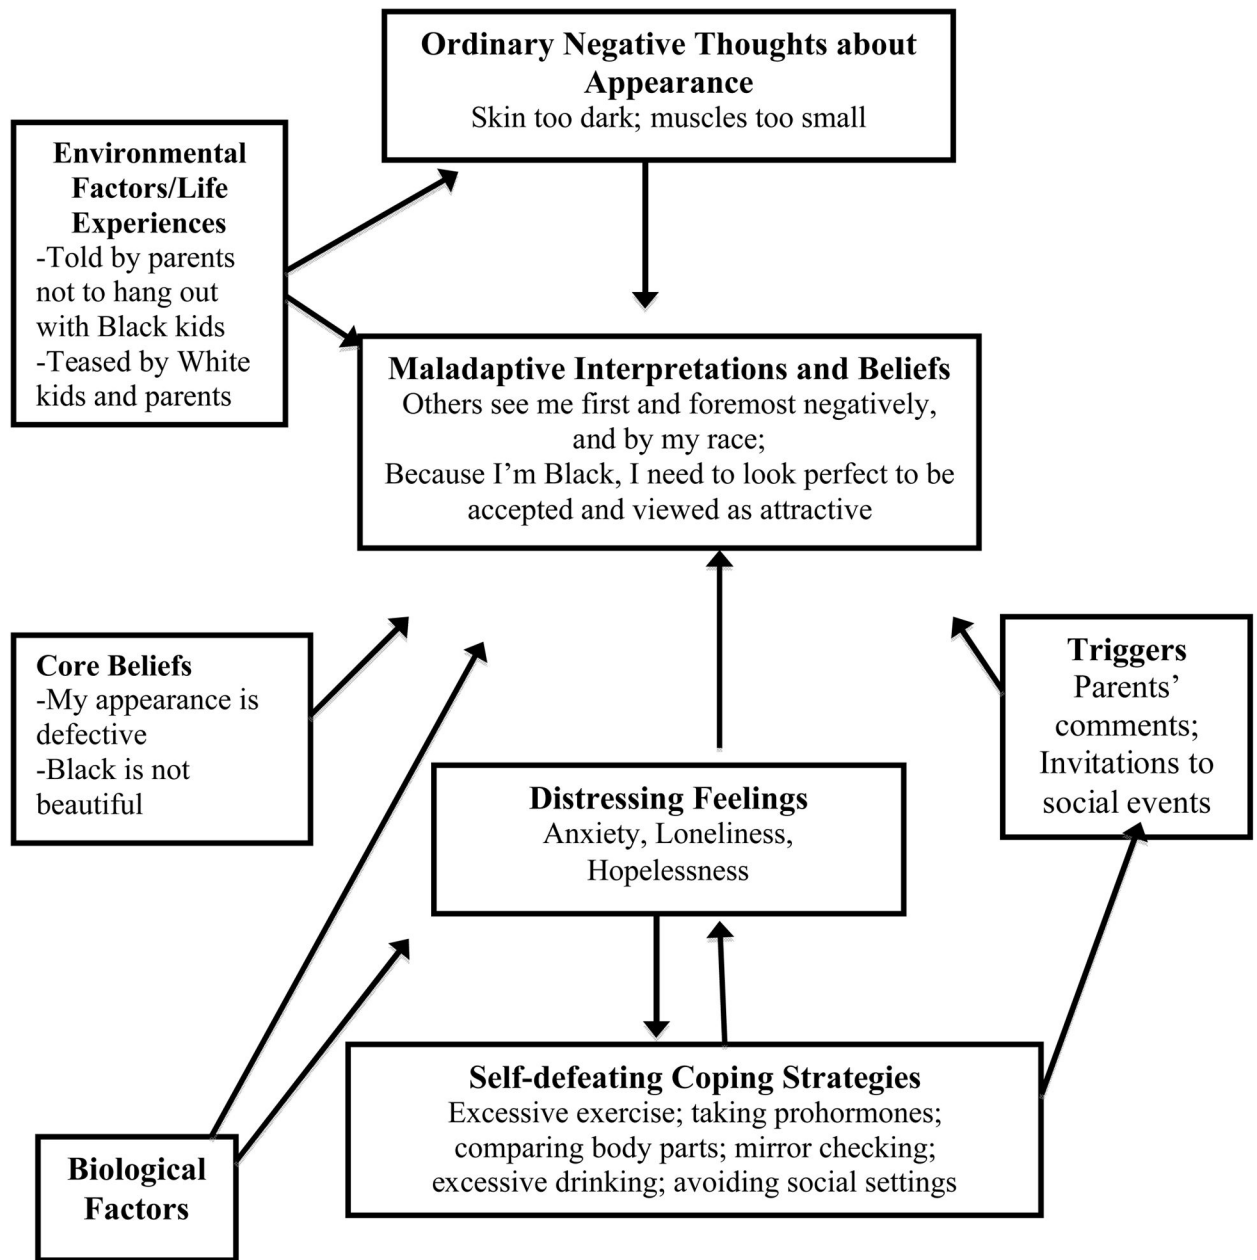 Ordinary Negative Thoughts about
Appearance
Skin too dark; muscles too small
Environmental
Factors/Life
Experiences
-Told by parents
not to hang out
with Black kids
-Teased by White
kids and parents
Maladaptive Interpretations and Beliefs
Others see me first and foremost negatively,
and by my race;
Because I’m Black, I need to look perfect to be
accepted and viewed as attractive
Core Beliefs
-My appearance is
defective
-Black is not
beautiful
Triggers
Parents’
comments;
Invitations to
social events
Distressing Feelings
Anxiety, Loneliness,
Hopelessness
Self-defeating Coping Strategies
Excessive exercise; taking prohormones;
comparing body parts; mirror checking;
excessive drinking; avoiding social settings
Biological
Factors